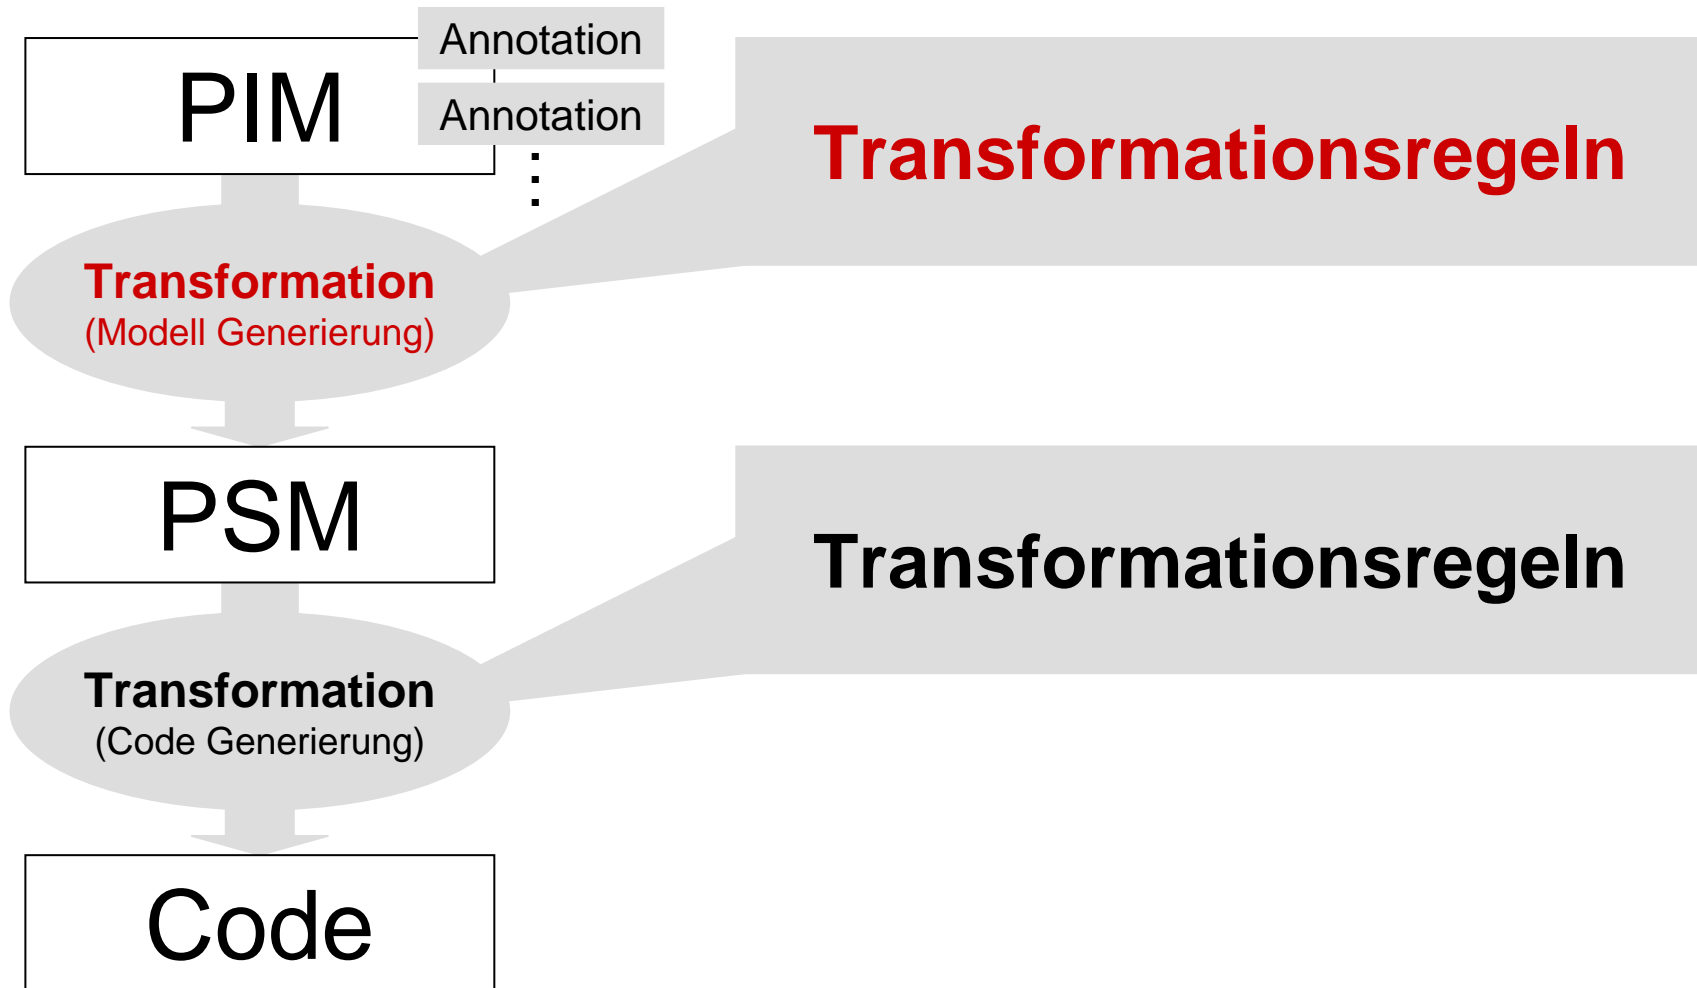 Annotation
PIM
Annotation
Transformationsregeln
Transformation
(Modell Generierung)
PSM
Transformationsregeln
Transformation
(Code Generierung)
Code